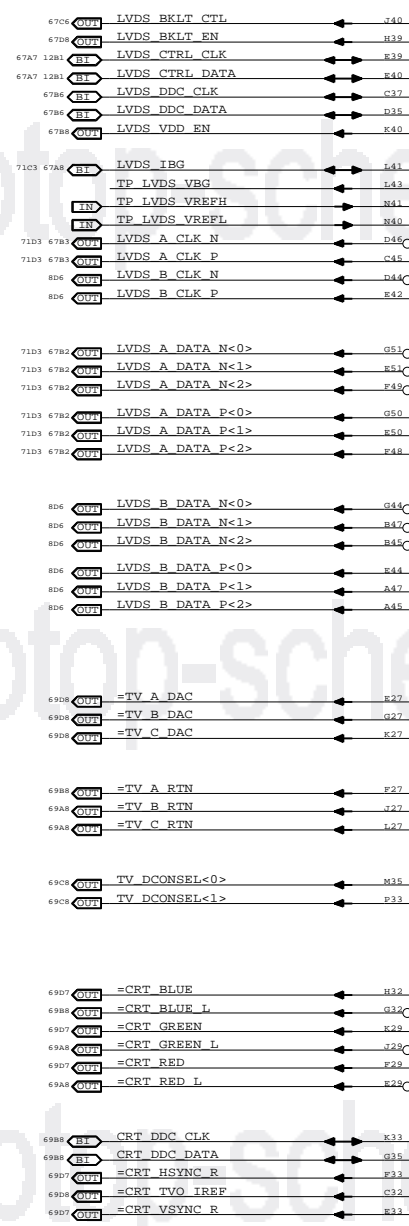 67C6 OUT LVDS_BKLT_CTL J40
67D8 OUT LVDS_BKLT_EN H39
67A7 12B1 BI LVDS_CTRL_CLK E39
67A7 12B1 BI LVDS_CTRL_DATA E40
67B6 BI LVDS_DDC_CLK C37
67B6 BI LVDS_DDC_DATA D35
67B8 OUT LVDS_VDD_EN K40
71C3 67A8 BI LVDS_IBG L41
TP_LVDS_VBG L43
IN TP_LVDS_VREFH N41
IN TP_LVDS_VREFL N40
71D3 67B3 OUT LVDS_A_CLK_N D46
71D3 67B3 OUT LVDS_A_CLK_P C45
8D6 OUT LVDS_B_CLK_N D44
8D6 OUT LVDS_B_CLK_P E42
71D3 67B2 OUT LVDS_A_DATA_N<0> G51
71D3 67B2 OUT LVDS_A_DATA_N<1> E51
71D3 67B2 OUT LVDS_A_DATA_N<2> F49
71D3 67B2 OUT LVDS_A_DATA_P<0> G50
71D3 67B2 OUT LVDS_A_DATA_P<1> E50
71D3 67B2 OUT LVDS_A_DATA_P<2> F48
8D6 OUT LVDS_B_DATA_N<0> G44
8D6 OUT LVDS_B_DATA_N<1> B47
8D6 OUT LVDS_B_DATA_N<2> B45
8D6 OUT LVDS_B_DATA_P<0> E44
8D6 OUT LVDS_B_DATA_P<1> A47
8D6 OUT LVDS_B_DATA_P<2> A45
69D8 OUT =TV_A_DAC E27
69D8 OUT =TV_B_DAC G27
69D8 OUT =TV_C_DAC K27
69B8 OUT =TV_A_RTN F27
69A8 OUT =TV_B_RTN J27
69A8 OUT =TV_C_RTN L27
69C8 OUT TV_DCONSEL<0> M35
69C8 OUT TV_DCONSEL<1> P33
69D7 OUT =CRT_BLUE H32
69B8 OUT =CRT_BLUE_L G32
69D7 OUT =CRT_GREEN K29
69A8 OUT =CRT_GREEN_L J29
69D7 OUT =CRT_RED F29
69A8 OUT =CRT_RED_L E29
69B8 BI CRT_DDC_CLK K33
69B8 BI CRT_DDC_DATA G35
69D7 OUT =CRT_HSYNC_R F33
69D8 OUT =CRT_TVO_IREF C32
69D7 OUT =CRT_VSYNC_R E33